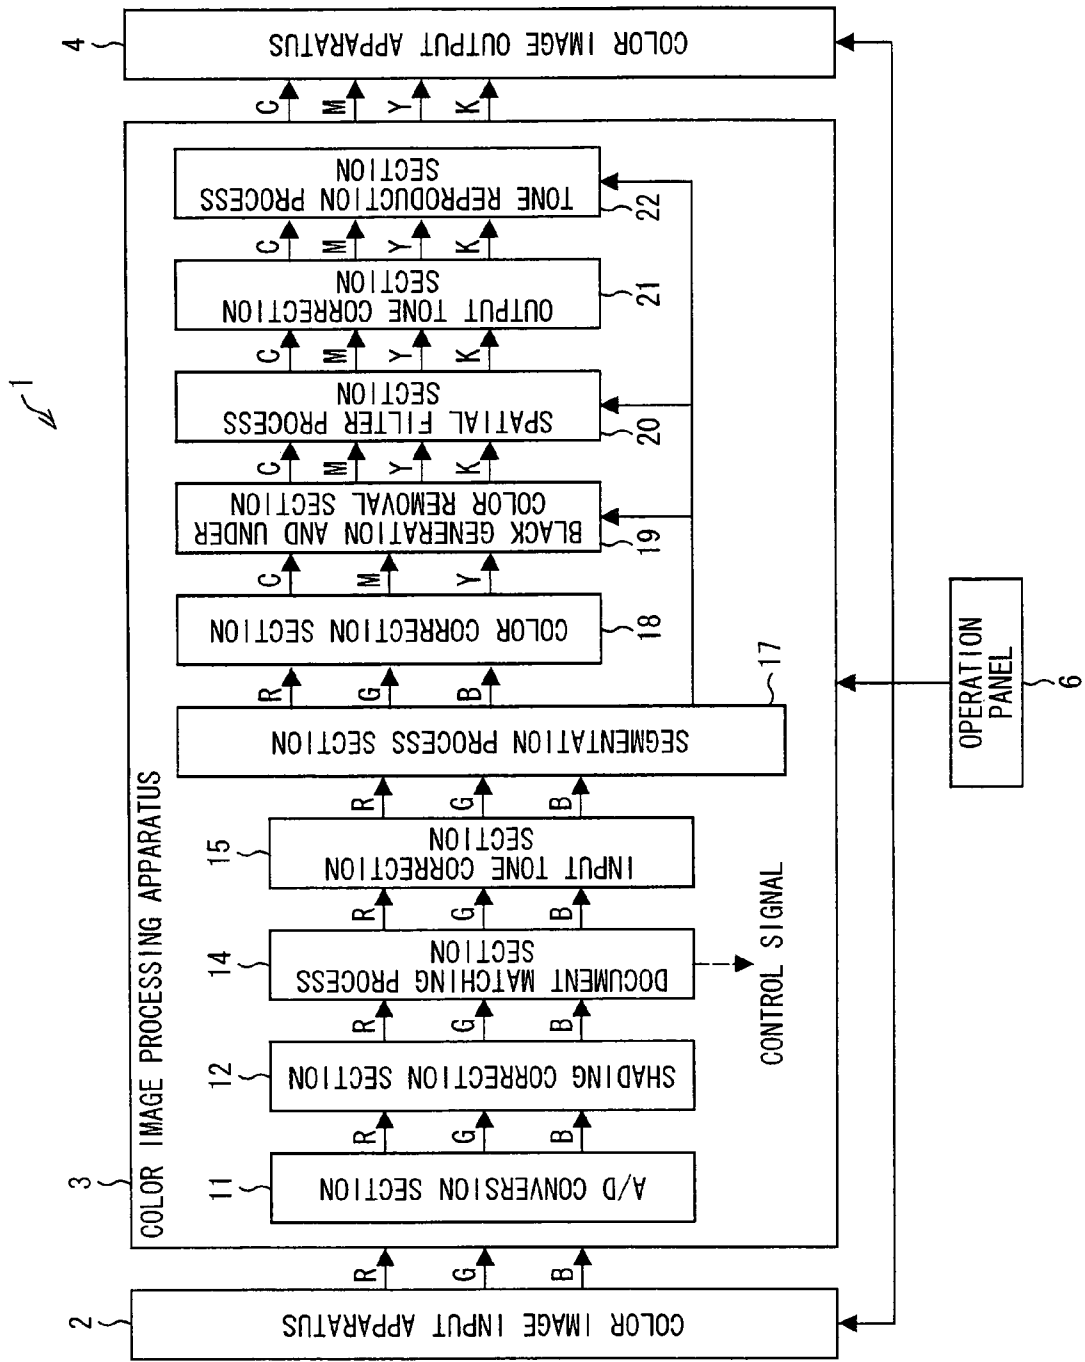 1
2
COLOR IMAGE INPUT APPARATUS
R
G
B
3
COLOR IMAGE PROCESSING APPARATUS
11
A/D CONVERSION SECTION
R
G
B
12
SHADING CORRECTION SECTION
R
G
B
14
DOCUMENT MATCHING PROCESS
SECTION
CONTROL SIGNAL
R
G
B
15
INPUT TONE CORRECTION
SECTION
R
G
B
SEGMENTATION PROCESS SECTION
17
R
G
B
COLOR CORRECTION SECTION
18
C
M
Y
BLACK GENERATION AND UNDER
COLOR REMOVAL SECTION
19
C
M
Y
K
SPATIAL FILTER PROCESS
SECTION
20
C
M
Y
K
OUTPUT TONE CORRECTION
SECTION
21
C
M
Y
K
TONE REPRODUCTION PROCESS
SECTION
22
C
M
Y
K
4
COLOR IMAGE OUTPUT APPARATUS
OPERATION
PANEL
6